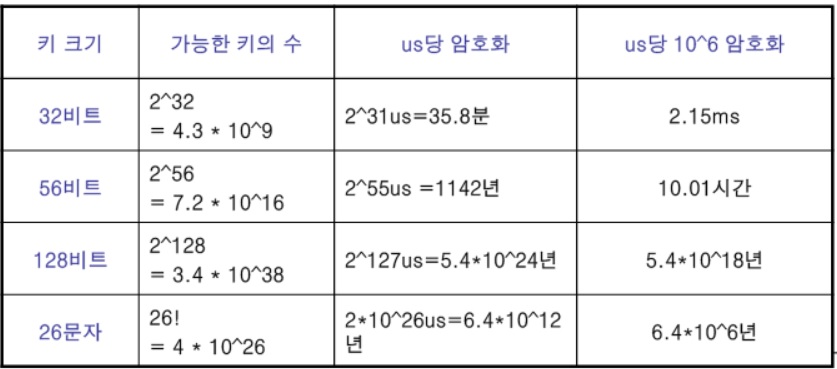 키 크기 가능한 키의 수 us당 암호화 us당 10^6 암호화
32비트 2^32
= 4.3 * 10^9 2^31us=35.8분 2.15ms
56비트 2^56
= 7.2 * 10^16 2^55us =1142년 10.01시간
128비트 2^128
= 3.4 * 10^38 2^127us=5.4*10^24년 5.4*10^18년
26문자 26!
= 4 * 10^26 2*10^26us=6.4*10^12
년 6.4*10^6년